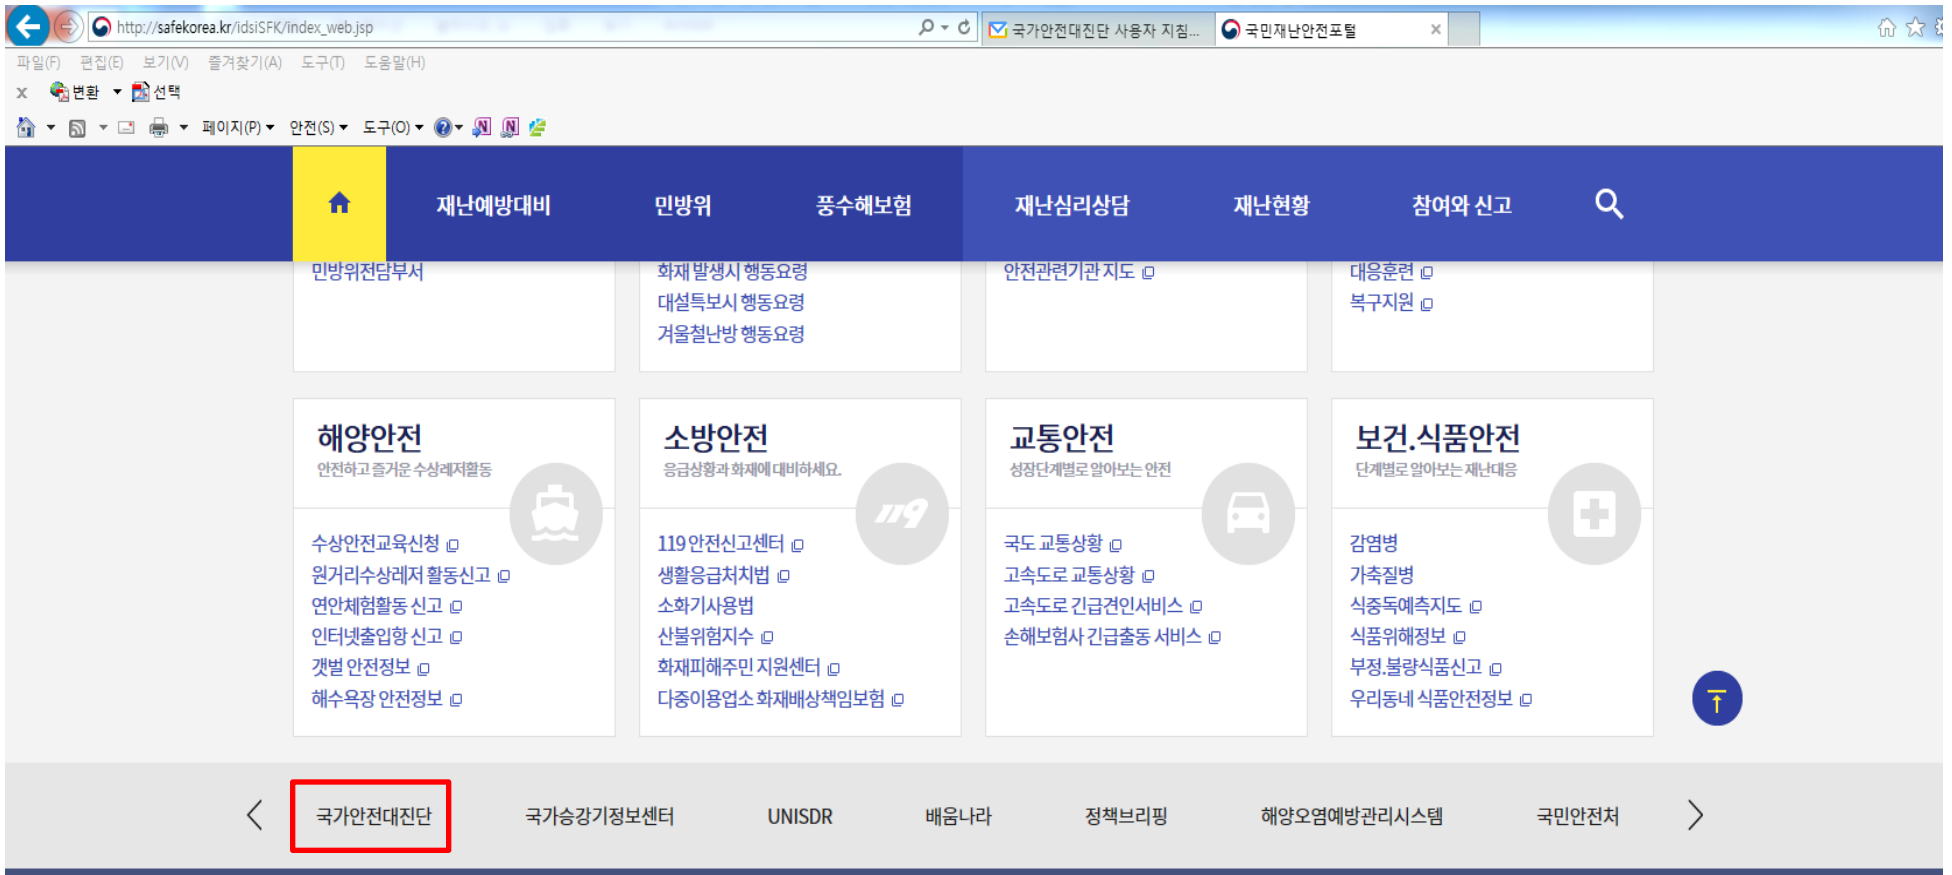 http://safekorea.kr/idsiSFK/index_web.jsp
국가안전대진단 사용자 지침...
국민재난안전포털
파일(F) 편집(E) 보기(V) 즐겨찾기(A) 도구(T) 도움말(H)
x 변환 선택
페이지(P) 안전(S) 도구(O)
재난예방대비 민방위 풍수해보험 재난심리상담 재난현황 참여와 신고
민방위전담부서
화재 발생시 행동요령
대설특보시 행동요령
겨울철난방 행동요령
안전관련기관 지도
대응훈련
복구지원
해양안전
안전하고 즐거운 수상레저활동
수상안전교육신청
원거리수상레저 활동신고
연안체험활동 신고
인터넷출입항 신고
갯벌 안전정보
해수욕장 안전정보
소방안전
응급상황과 화재에 대비하세요.
119
119 안전신고센터
생활응급처치법
소화기사용법
산불위험지수
화재피해주민 지원센터
다중이용업소 화재배상책임보험
교통안전
성장단계별로 알아보는 안전
국도 교통상황
고속도로 교통상황
고속도로 긴급견인서비스
손해보험사 긴급출동 서비스
보건.식품안전
단계별로 알아보는 재난대응
감염병
가축질병
식중독예측지도
식품위해정보
부정.불량식품신고
우리동네 식품안전정보
국가안전대진단 국가승강기정보센터 UNISDR 배움나라 정책브리핑 해양오염예방관리시스템 국민안전처